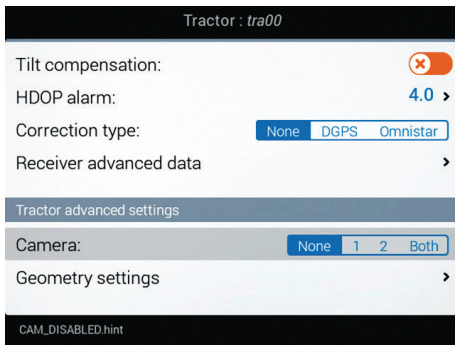 Tractor : tra00
Tilt compensation:
HDOP alarm: 4.0 >
Correction type: None DGPS Omnistar
Receiver advanced data >
Tractor advanced settings
Camera: None 1 2 Both
Geometry settings >
CAM_DISABLED.hint